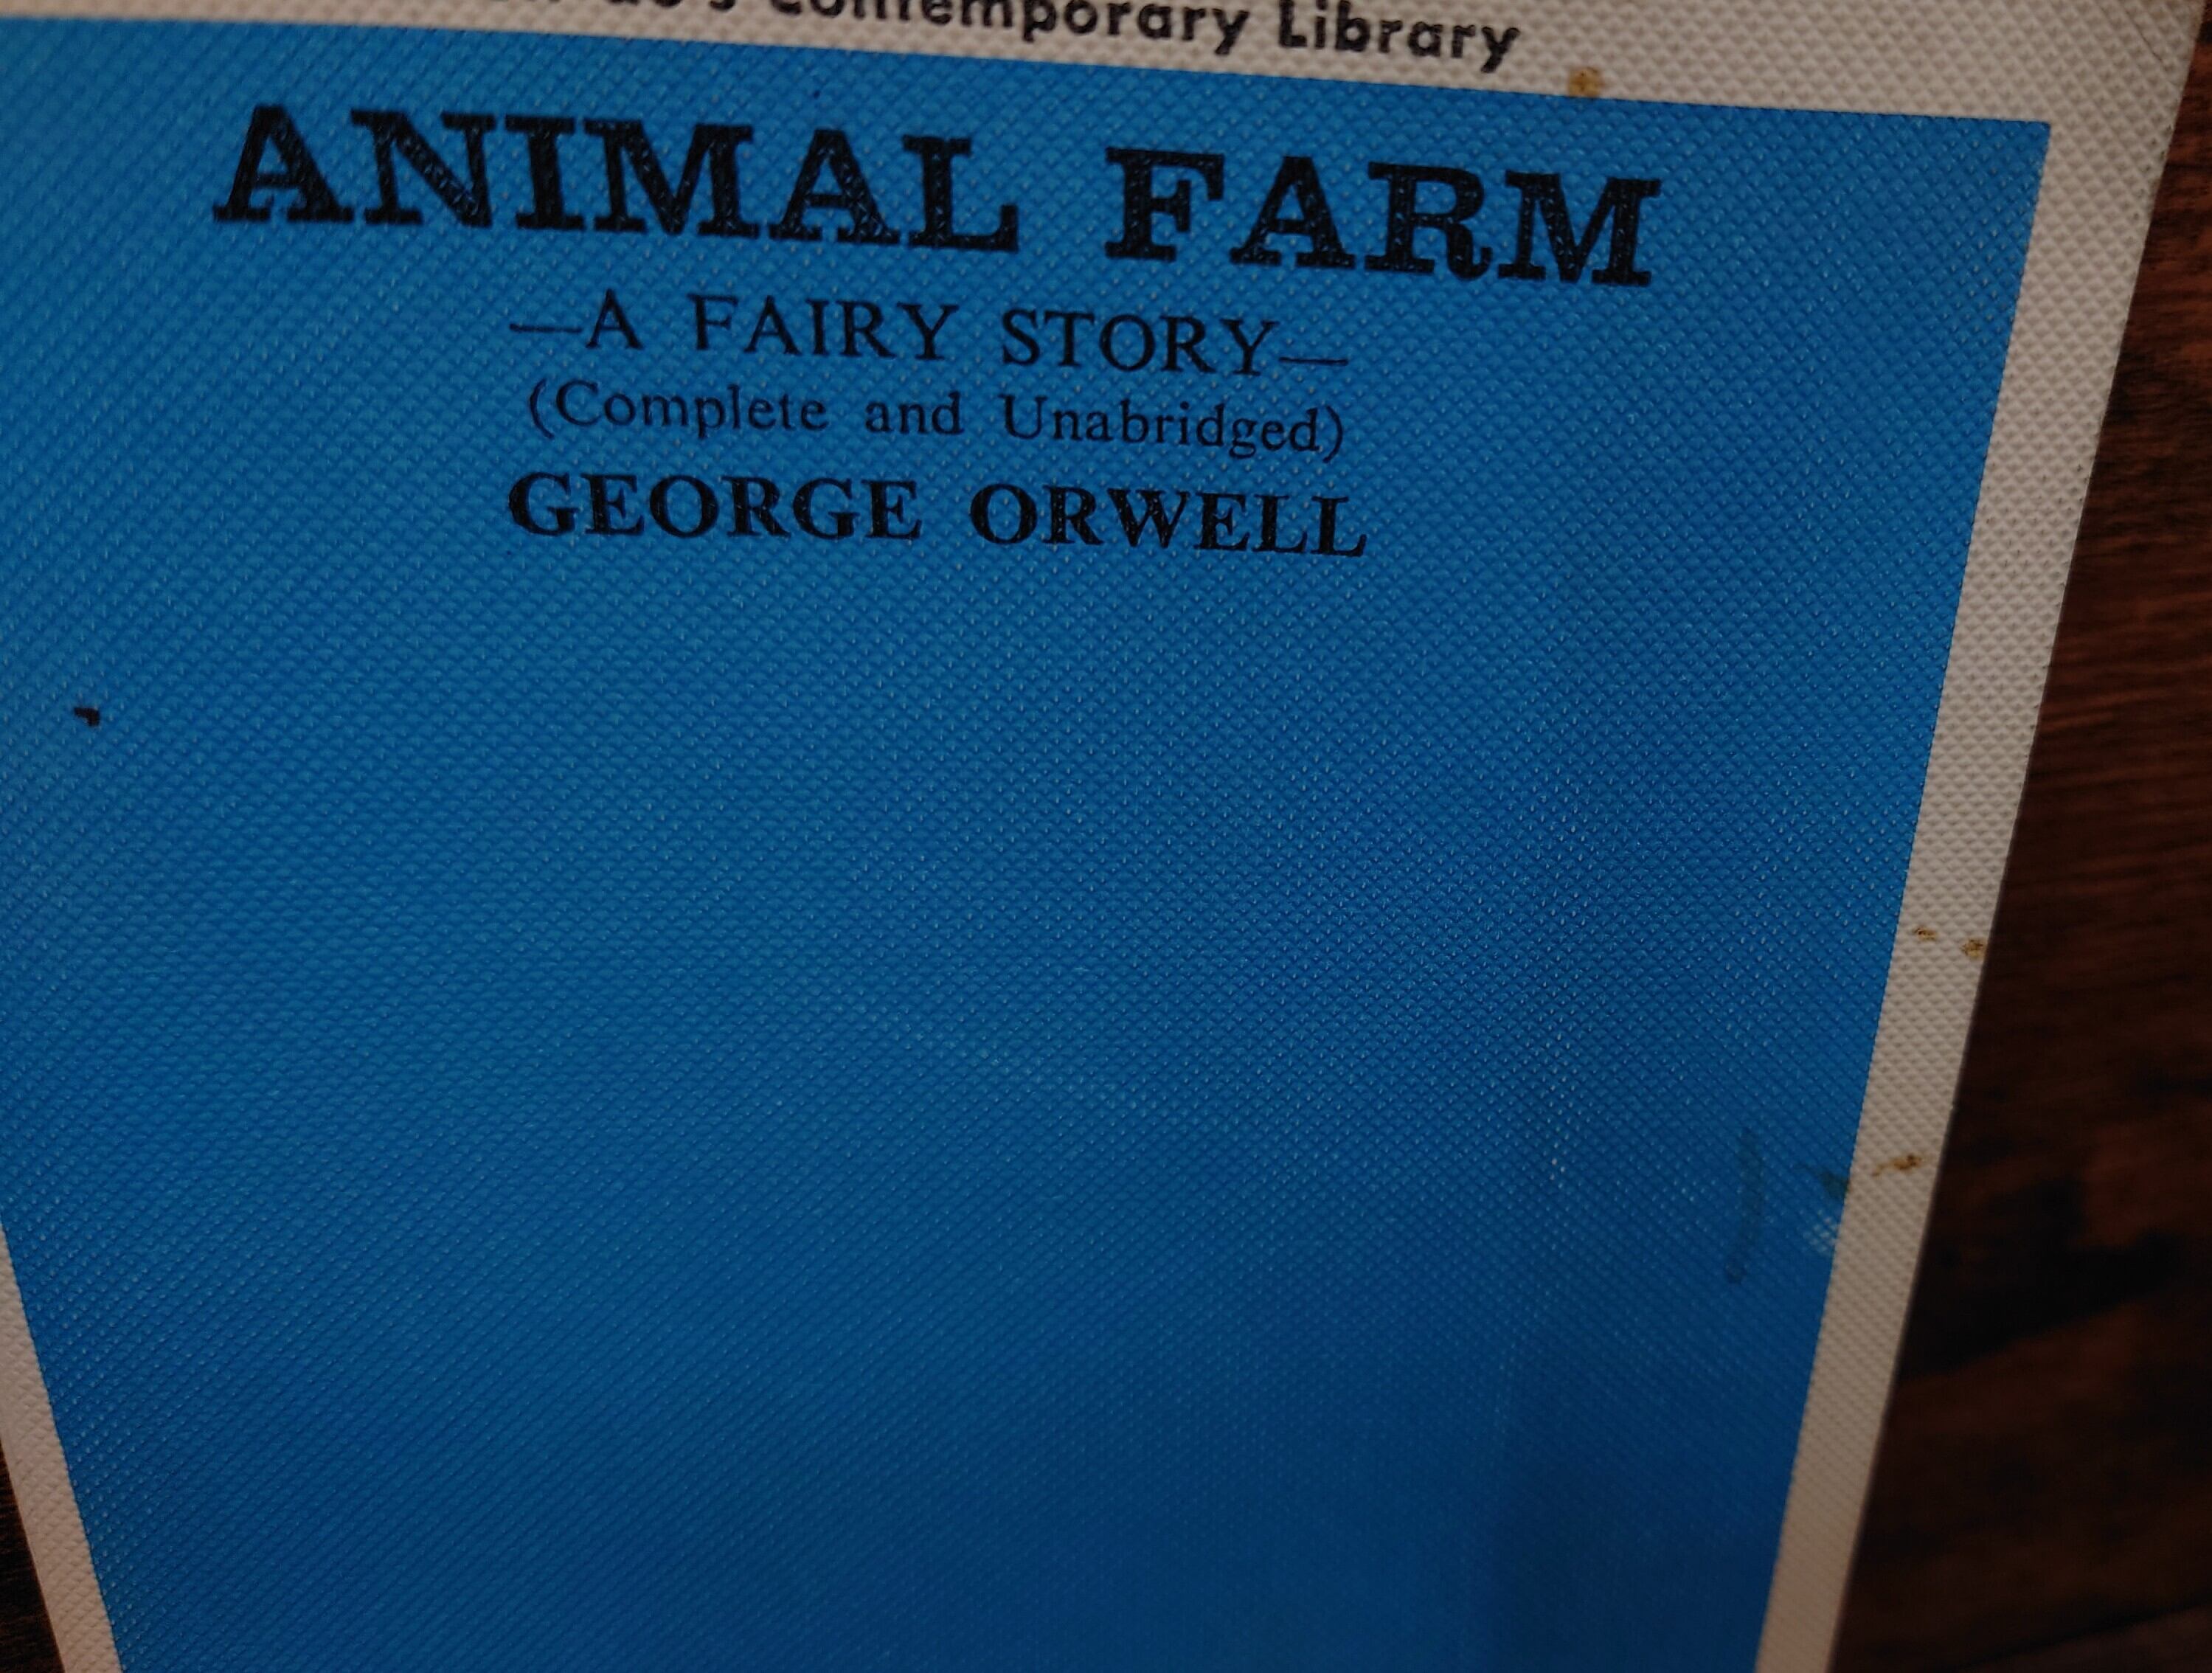 Contemporary Library
ANIMAL FARM
—A FAIRY STORY—
(Complete and Unabridged)
GEORGE ORWELL